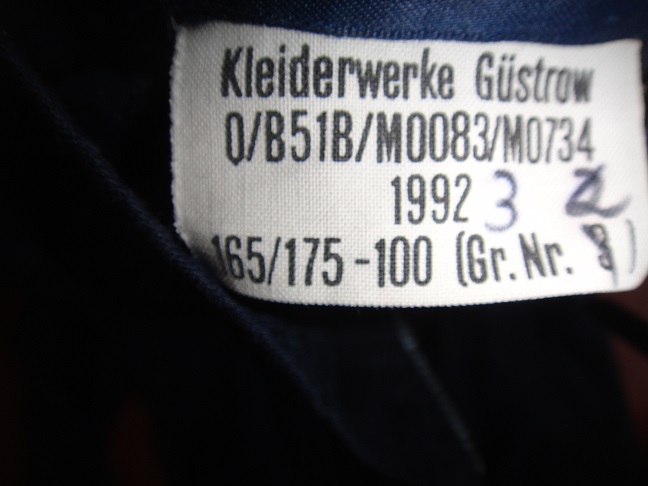 Kleiderwerke Güstrow
0/B51B/M0083/M0734
1992 3 2
165/175-100 (Gr. Nr. )